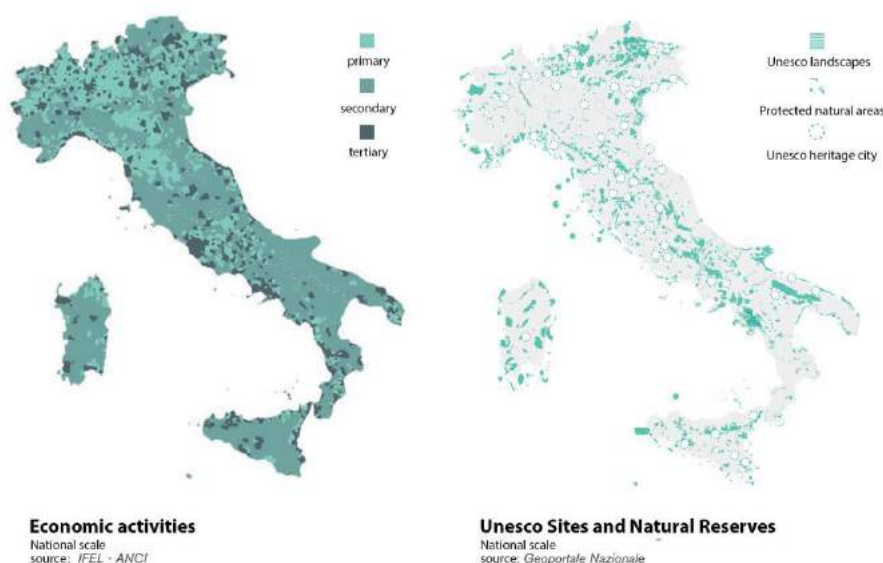 primary
secondary
tertiary
Economic activities
National scale
source: IFEL - ANCI
Unesco landscapes
Protected natural areas
Unesco heritage city
Unesco Sites and Natural Reserves
National scale
source: Geoportale Nazionale